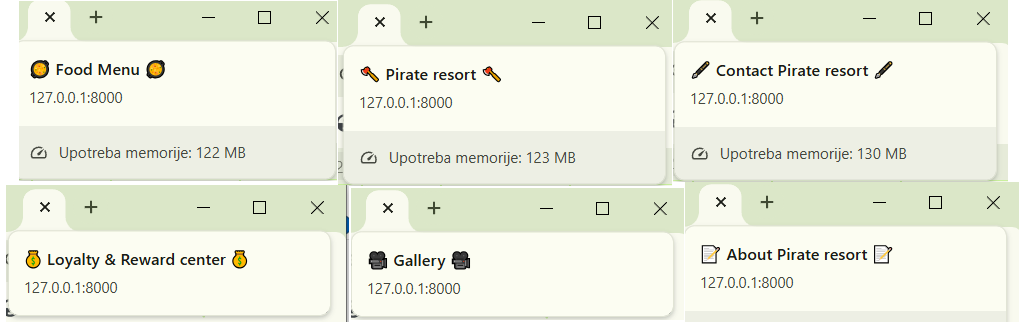 🥘 Food Menu 🥘
127.0.0.1:8000
Upotreba memorije: 122 MB
🪓 Pirate resort 🪓
127.0.0.1:8000
Upotreba memorije: 123 MB
🖋 Contact Pirate resort 🖋
127.0.0.1:8000
Upotreba memorije: 130 MB
💰 Loyalty & Reward center 💰
127.0.0.1:8000
🎥 Gallery 🎥
127.0.0.1:8000
📝 About Pirate resort 📝
127.0.0.1:8000